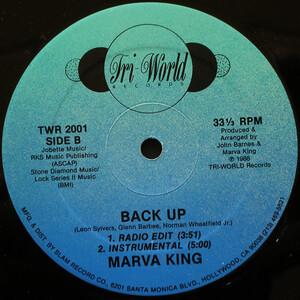 Tri-World
RECORDS
TWR 2001
SIDE B
Jobette Music/
RKS Music Publishing
(ASCAP)
Stone Diamond Music/
Lock Series II Music
(BMI)
33⅓ RPM
Produced &
Arranged by
John Barnes &
Marva King
℗ 1988
TRI-WORLD Records
BACK UP
(Leon Sylvers, Glenn Barbee, Norman Wheatfield Jr.)
1. RADIO EDIT (3:51)
2. INSTRUMENTAL (5:00)
MARVA KING
MFG. & DIST. BY SLAM RECORD CO., 6201 SANTA MONICA BLVD., HOLLYWOOD, CA 90038